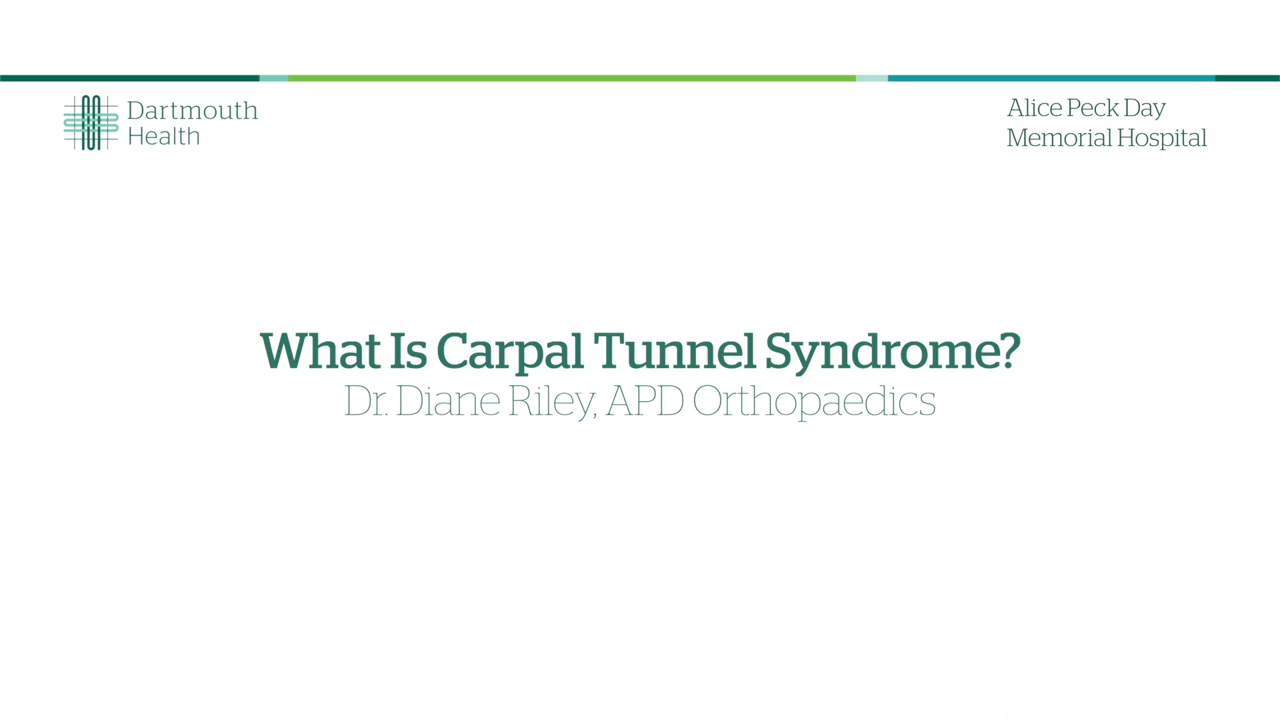 Dartmouth
Health
Alice Peck Day
Memorial Hospital
What Is Carpal Tunnel Syndrome?
Dr. Diane Riley, APD Orthopaedics